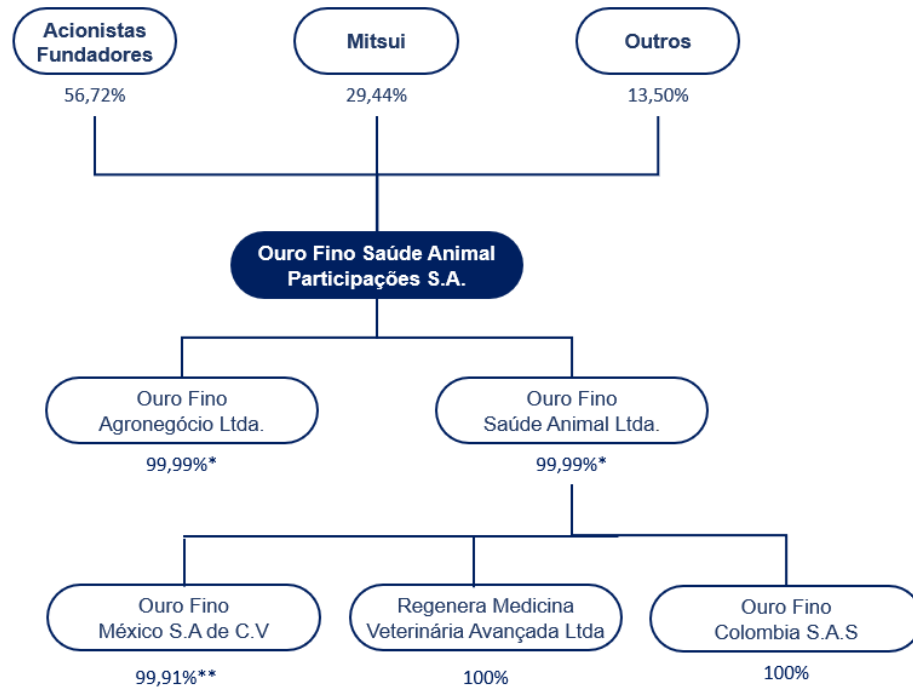 Acionistas
Fundadores
Mitsui
Outros
56,72%
29,44%
13,50%
Ouro Fino Saúde Animal
Participações S.A.
Ouro Fino
Agronegócio Ltda.
Ouro Fino
Saúde Animal Ltda.
99,99%*
99,99%*
Ouro Fino
México S.A de C.V
Regenera Medicina
Veterinária Avançada Ltda
Ouro Fino
Colombia S.A.S
99,91%**
100%
100%